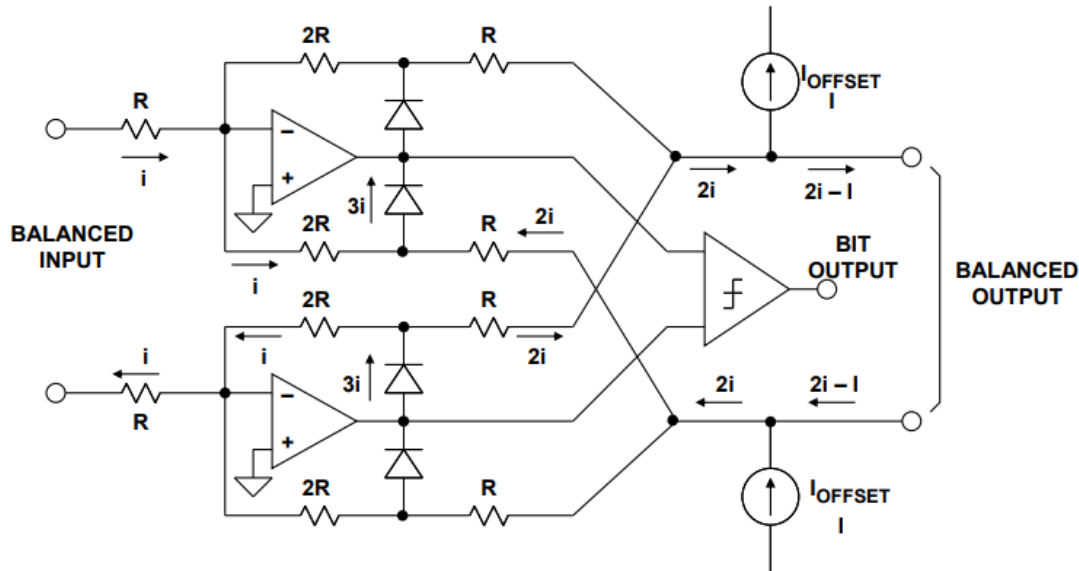 2R
R
I OFFSET
I
R
−
+
i
2i
2i – I
3i
2R
R
2i
BALANCED
INPUT
BIT
OUTPUT
BALANCED
OUTPUT
i
2R
R
i
2i
i
3i
2i
2i – I
R
−
+
2R
R
I OFFSET
I